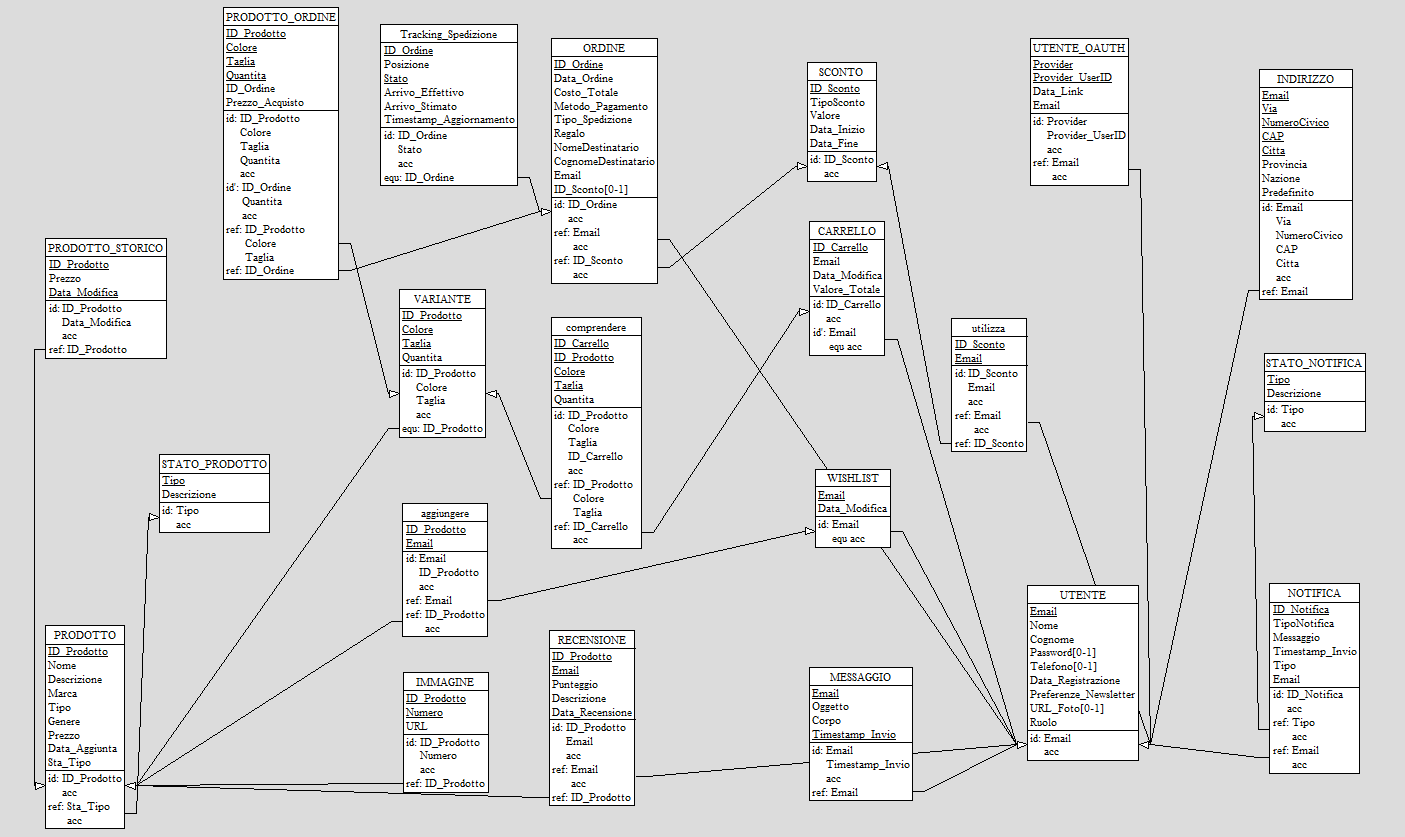 PRODOTTO_ORDINE
ID_Prodotto
Colore
Taglia
Quantita
ID_Ordine
Prezzo_Acquisto
id: ID_Prodotto
Colore
Taglia
Quantita
acc
id': ID_Ordine
Quantita
acc
ref: ID_Prodotto
Colore
Taglia
ref: ID_Ordine
Tracking_Spedizione
ID_Ordine
Posizione
Stato
Arrivo_Effettivo
Arrivo_Stimato
Timestamp_Aggiornamento
id: ID_Ordine
Stato
acc
equ: ID_Ordine
ORDINE
ID_Ordine
Data_Ordine
Costo_Totale
Metodo_Pagamento
Tipo_Spedizione
Regalo
NomeDestinatario
CognomeDestinatario
Email
ID_Sconto[0-1]
id: ID_Ordine
acc
ref: Email
acc
ref: ID_Sconto
acc
SCONTO
ID_Sconto
TipoSconto
Valore
Data_Inizio
Data_Fine
id: ID_Sconto
acc
UTENTE_OAUTH
Provider
Provider_UserID
Data_Link
Email
id: Provider
Provider_UserID
acc
ref: Email
acc
INDIRIZZO
Email
Via
NumeroCivico
CAP
Citta
Provincia
Nazione
Predefinito
id: Email
Via
NumeroCivico
CAP
Citta
acc
ref: Email
PRODOTTO_STORICO
ID_Prodotto
Prezzo
Data_Modifica
id: ID_Prodotto
Data_Modifica
acc
ref: ID_Prodotto
VARIANTE
ID_Prodotto
Colore
Taglia
Quantita
id: ID_Prodotto
Colore
Taglia
acc
equ: ID_Prodotto
comprendere
ID_Carrello
ID_Prodotto
Colore
Taglia
Quantita
id: ID_Prodotto
Colore
Taglia
ID_Carrello
acc
ref: ID_Prodotto
Colore
Taglia
ref: ID_Carrello
acc
CARRELLO
ID_Carrello
Email
Data_Modifica
Valore_Totale
id: ID_Carrello
acc
id': Email
equ acc
utilizza
ID_Sconto
Email
id: ID_Sconto
Email
acc
ref: Email
acc
ref: ID_Sconto
STATO_NOTIFICA
Tipo
Descrizione
id: Tipo
acc
STATO_PRODOTTO
Tipo
Descrizione
id: Tipo
acc
aggiungere
ID_Prodotto
Email
id: Email
ID_Prodotto
acc
ref: Email
ref: ID_Prodotto
acc
WISHLIST
Email
Data_Modifica
id: Email
equ acc
PRODOTTO
ID_Prodotto
Nome
Descrizione
Marca
Tipo
Genere
Prezzo
Data_Aggiunta
Sta_Tipo
id: ID_Prodotto
acc
ref: Sta_Tipo
acc
IMMAGINE
ID_Prodotto
Numero
URL
id: ID_Prodotto
Numero
acc
ref: ID_Prodotto
RECENSIONE
ID_Prodotto
Email
Punteggio
Descrizione
Data_Recensione
id: ID_Prodotto
Email
acc
ref: Email
acc
ref: ID_Prodotto
MESSAGGIO
Email
Oggetto
Corpo
Timestamp_Invio
id: Email
Timestamp_Invio
acc
ref: Email
UTENTE
Email
Nome
Cognome
Password[0-1]
Telefono[0-1]
Data_Registrazione
Preferenze_Newsletter
URL_Foto[0-1]
Ruolo
id: Email
acc
NOTIFICA
ID_Notifica
TipoNotifica
Messaggio
Timestamp_Invio
Tipo
Email
id: ID_Notifica
acc
ref: Tipo
acc
ref: Email
acc